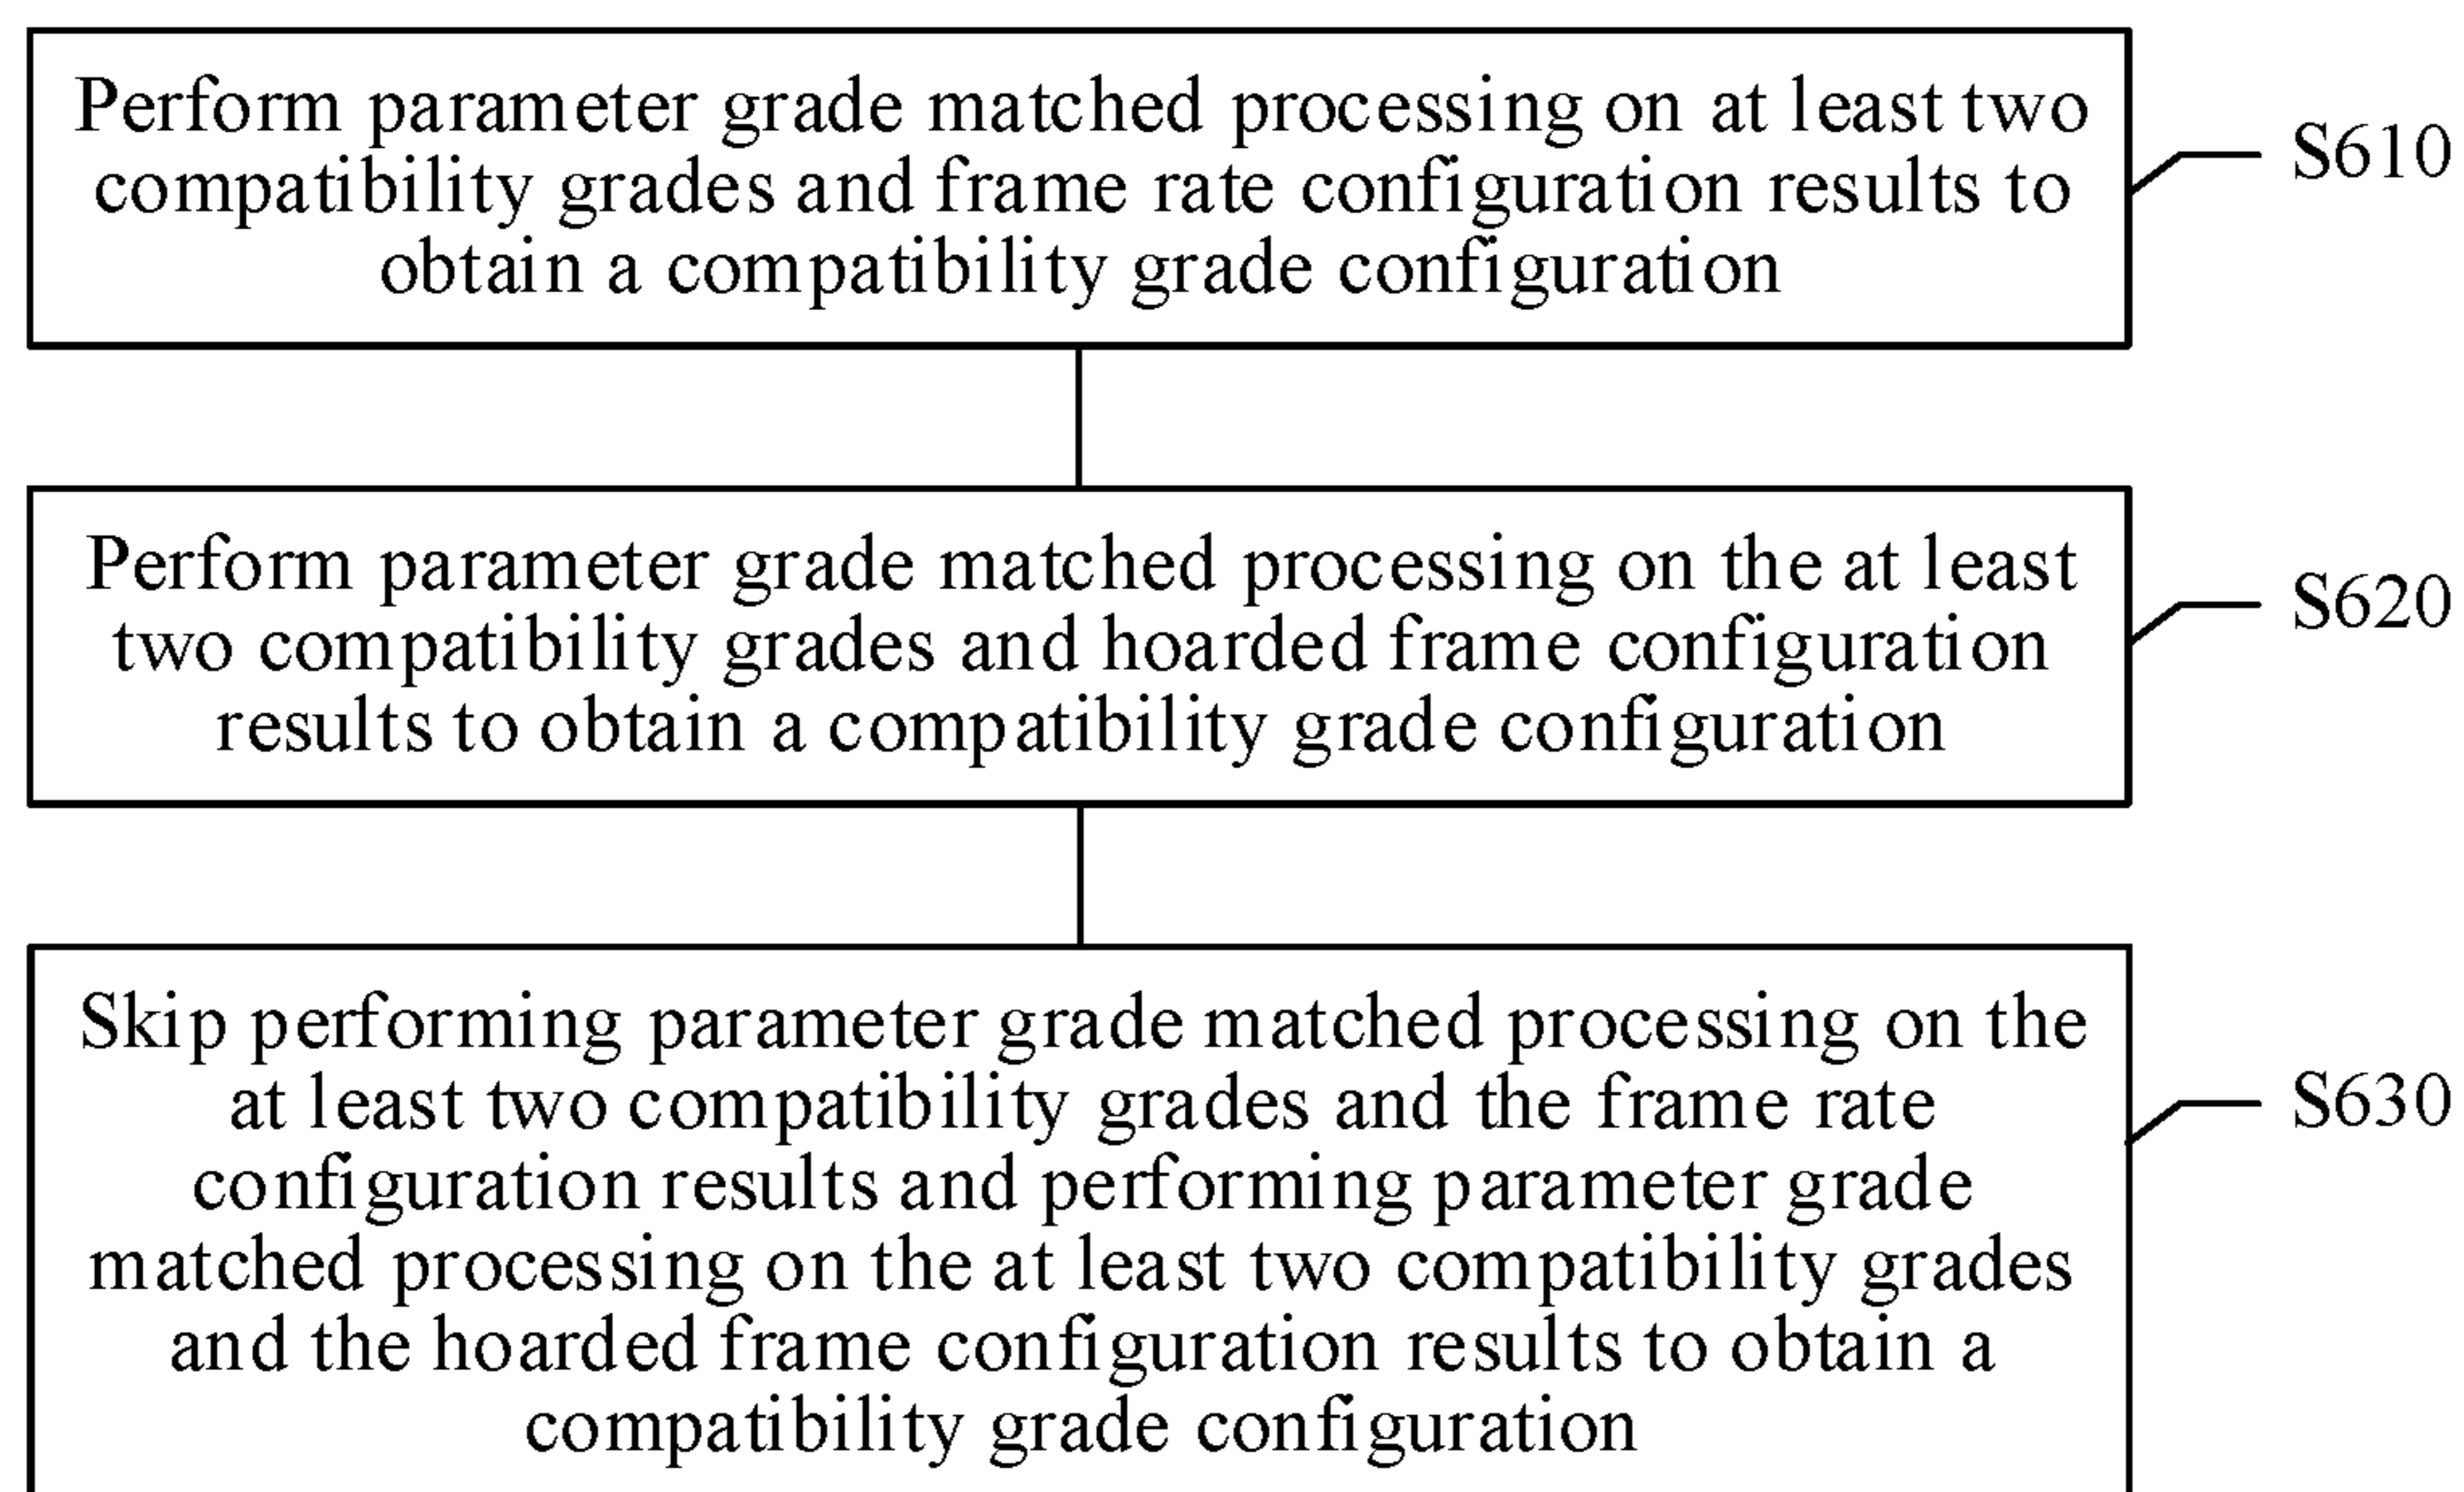 Perform parameter grade matched processing on at least two
compatibility grades and frame rate configuration results to
obtain a compatibility grade configuration
S610
Perform parameter grade matched processing on the at least
two compatibility grades and hoarded frame configuration
results to obtain a compatibility grade configuration
S620
Skip performing parameter grade matched processing on the
at least two compatibility grades and the frame rate
configuration results and performing parameter grade
matched processing on the at least two compatibility grades
and the hoarded frame configuration results to obtain a
compatibility grade configuration
S630